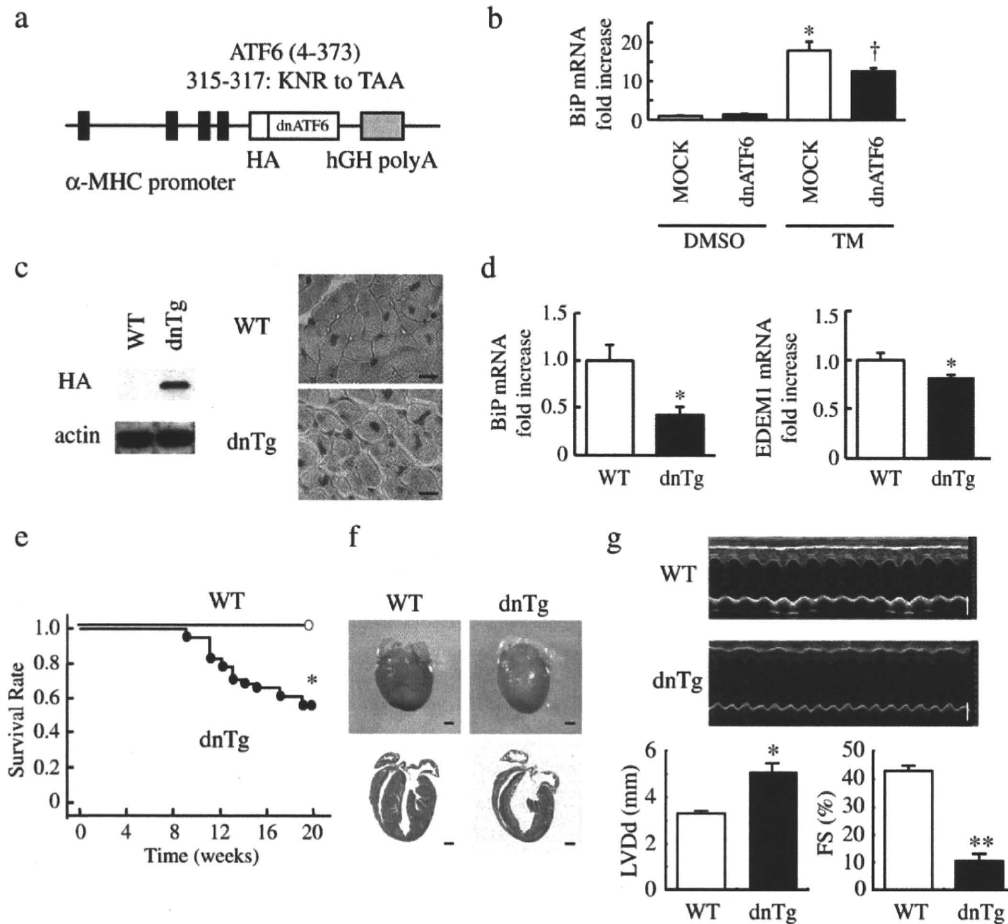 a
ATF6 (4-373)
315-317: KNR to TAA
dnATF6
HA
hGH polyA
α-MHC promoter
b
BiP mRNA
fold increase
20
10
0
*
†
MOCK
dnATF6
MOCK
dnATF6
DMSO
TM
c
WT
dnTg
HA
actin
WT
dnTg
d
BiP mRNA
fold increase
1.5
1.0
0.5
0
*
WT
dnTg
EDEM1 mRNA
fold increase
1.5
1.0
0.5
0
*
WT
dnTg
e
WT
Survival Rate
1.0
0.8
0.6
0.4
0.2
0
*
dnTg
0 4 8 12 16 20
Time (weeks)
f
WT
dnTg
g
WT
dnTg
LVDd (mm)
6
4
2
0
*
WT
dnTg
FS (%)
50
40
30
20
10
0
**
WT
dnTg